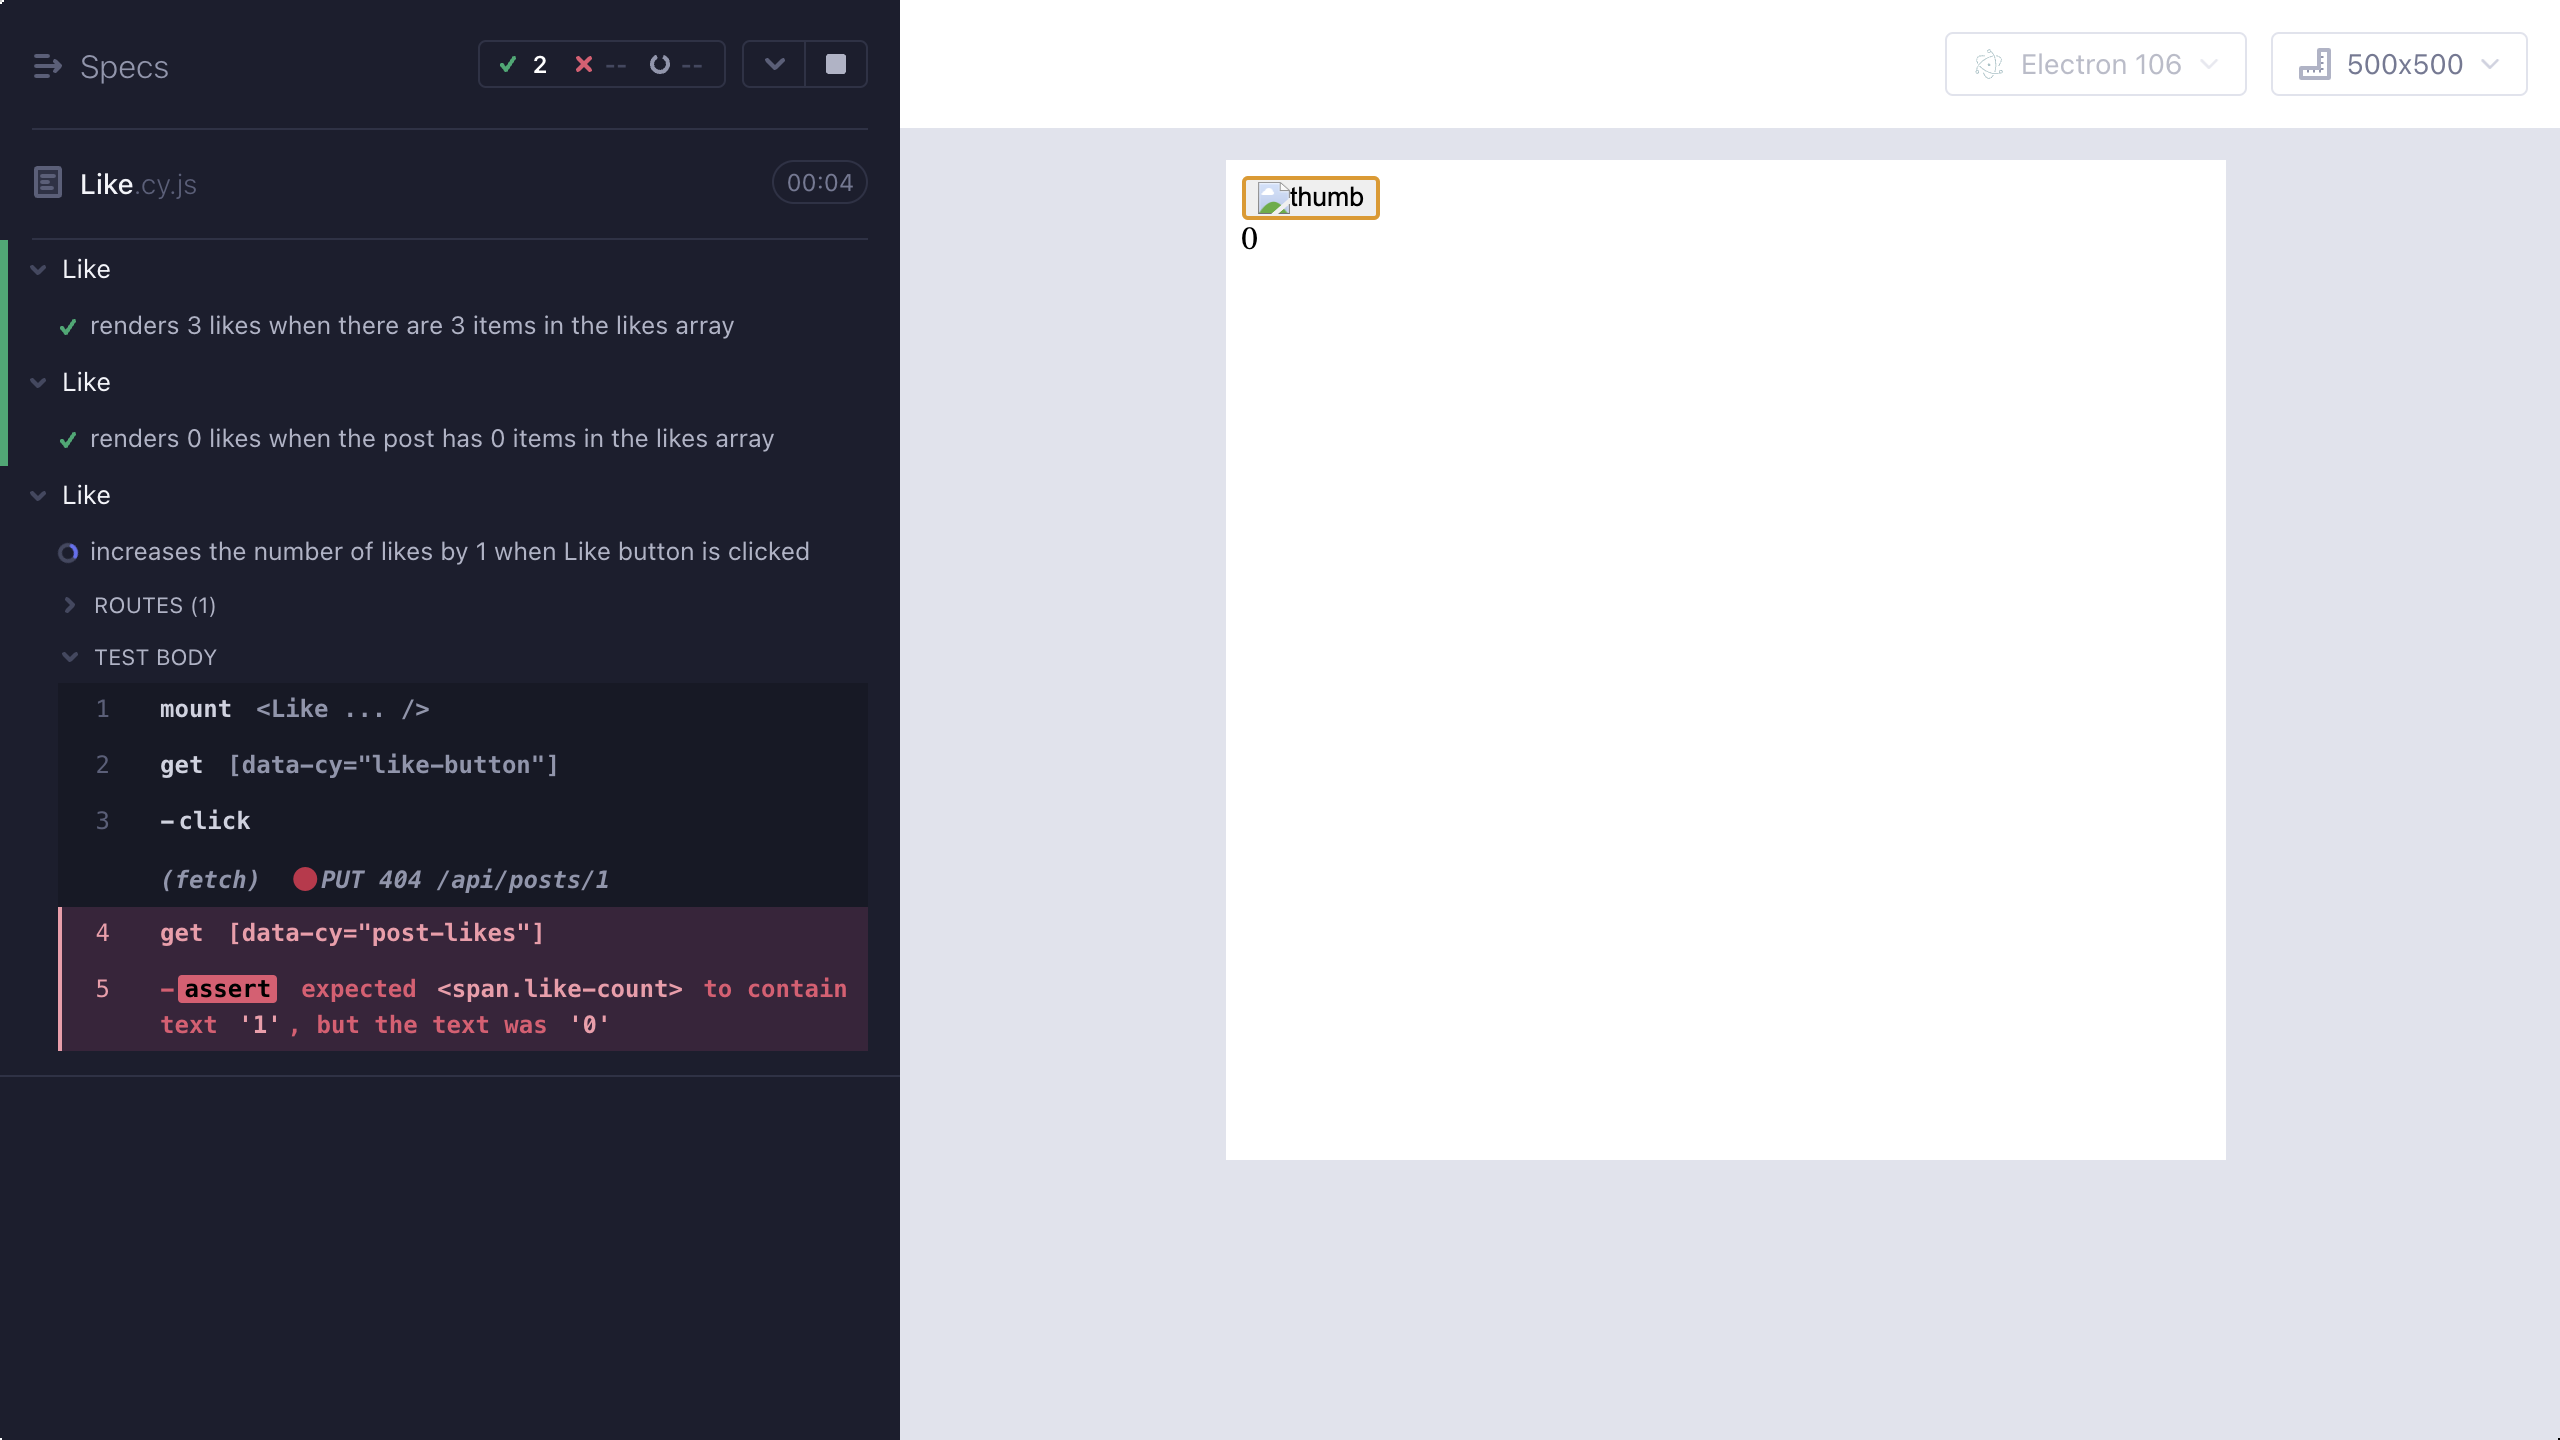 Specs
2 -- --
Electron 106
500x500
Like.cy.js
00:04
Like
renders 3 likes when there are 3 items in the likes array
Like
renders 0 likes when the post has 0 items in the likes array
Like
increases the number of likes by 1 when Like button is clicked
ROUTES (1)
TEST BODY
1 mount <Like ... />
2 get [data-cy="like-button"]
3 -click
(fetch) PUT 404 /api/posts/1
4 get [data-cy="post-likes"]
5 -assert expected <span.like-count> to contain
text '1', but the text was '0'
thumb
0